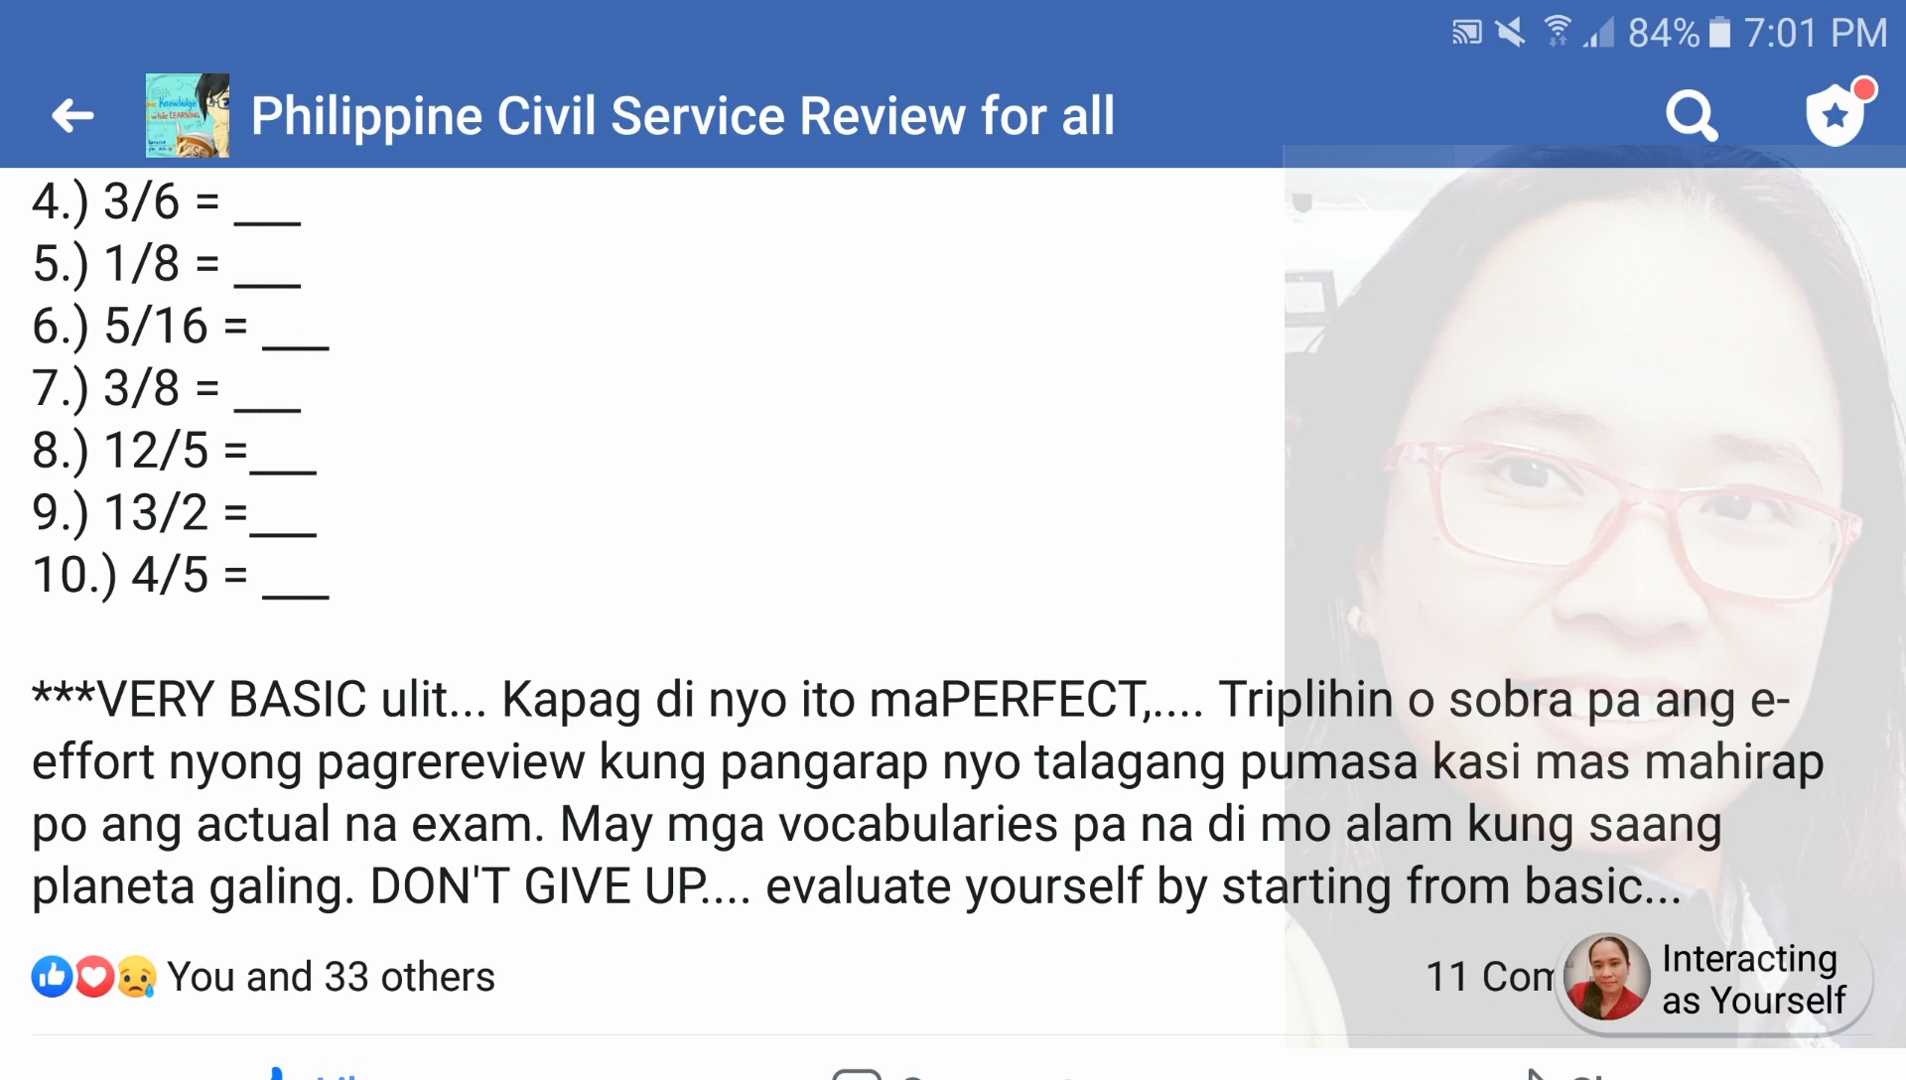 84% 7:01 PM
Philippine Civil Service Review for all
4.) 3/6 = ___
5.) 1/8 = ___
6.) 5/16 = ___
7.) 3/8 = ___
8.) 12/5 =___
9.) 13/2 =___
10.) 4/5 = ___
***VERY BASIC ulit... Kapag di nyo ito maPERFECT,.... Triplihin o sobra pa ang e-
effort nyong pagrereview kung pangarap nyo talagang pumasa kasi mas mahirap
po ang actual na exam. May mga vocabularies pa na di mo alam kung saang
planeta galing. DON'T GIVE UP.... evaluate yourself by starting from basic...
You and 33 others
11 Com
Interacting
as Yourself